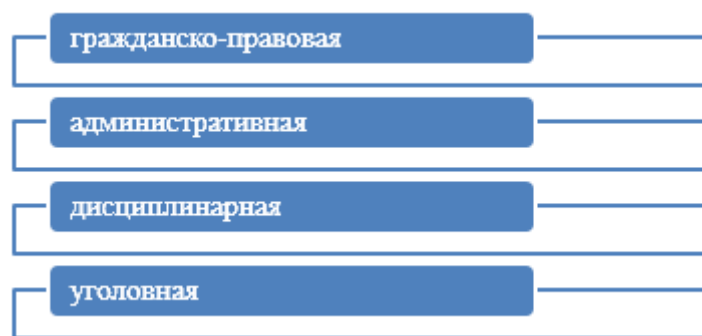 гражданско-правовая
административная
дисциплинарная
уголовная